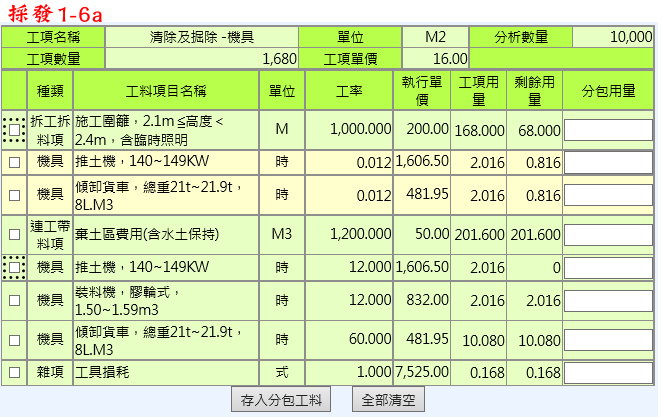 採發1-6a
工項名稱 清除及掘除 -機具 單位 M2 分析數量 10,000
工項數量 1,680 工項單價 16.00
種類 工料項目名稱 單位 工率 執行單價 工項用量 剩餘用量 分包用量
拆工拆料項 施工圍籬，2.1m≦高度＜2.4m，含臨時照明 M 1,000.000 200.00 168.000 68.000
機具 推土機，140~149KW 時 0.012 1,606.50 2.016 0.816
機具 傾卸貨車，總重21t~21.9t，8L.M3 時 0.012 481.95 2.016 0.816
連工帶料項 棄土區費用(含水土保持) M3 1,200.000 50.00 201.600 201.600
機具 推土機，140~149KW 時 12.000 1,606.50 2.016 0
機具 裝料機，膠輪式，1.50~1.59m3 時 12.000 832.00 2.016 2.016
機具 傾卸貨車，總重21t~21.9t，8L.M3 時 60.000 481.95 10.080 10.080
雜項 工具損耗 式 1.000 7,525.00 0.168 0.168
存入分包工料 全部清空